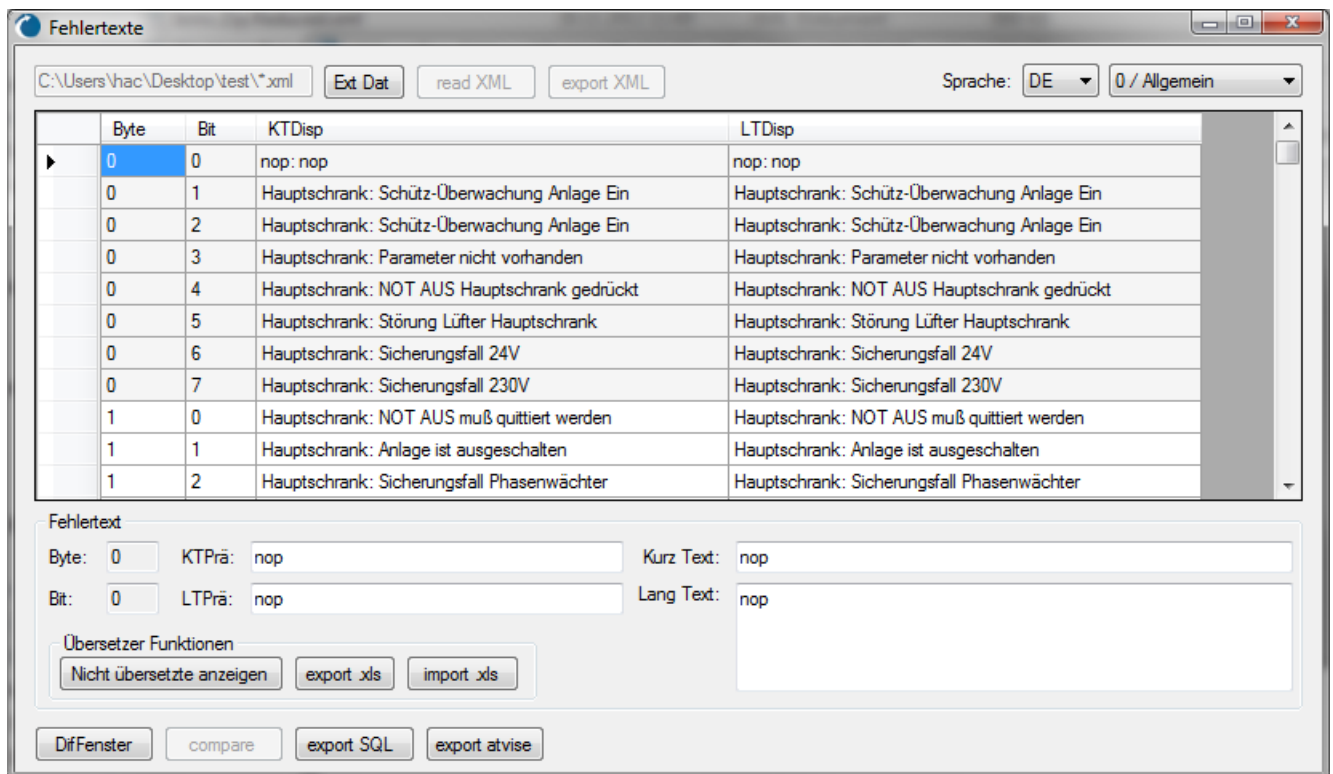 Fehlertexte
C:\Users\hac\Desktop\test\*.xml Ext Dat read XML export XML Sprache: DE 0 / Allgemein
Byte Bit KTDisp LTDisp
0 0 nop: nop nop: nop
0 1 Hauptschrank: Schütz-Überwachung Anlage Ein Hauptschrank: Schütz-Überwachung Anlage Ein
0 2 Hauptschrank: Schütz-Überwachung Anlage Ein Hauptschrank: Schütz-Überwachung Anlage Ein
0 3 Hauptschrank: Parameter nicht vorhanden Hauptschrank: Parameter nicht vorhanden
0 4 Hauptschrank: NOT AUS Hauptschrank gedrückt Hauptschrank: NOT AUS Hauptschrank gedrückt
0 5 Hauptschrank: Störung Lüfter Hauptschrank Hauptschrank: Störung Lüfter Hauptschrank
0 6 Hauptschrank: Sicherungsfall 24V Hauptschrank: Sicherungsfall 24V
0 7 Hauptschrank: Sicherungsfall 230V Hauptschrank: Sicherungsfall 230V
1 0 Hauptschrank: NOT AUS muß quittiert werden Hauptschrank: NOT AUS muß quittiert werden
1 1 Hauptschrank: Anlage ist ausgeschalten Hauptschrank: Anlage ist ausgeschalten
1 2 Hauptschrank: Sicherungsfall Phasenwächter Hauptschrank: Sicherungsfall Phasenwächter
Fehlertext
Byte: 0 KTPrä: nop Kurz Text: nop
Bit: 0 LTPrä: nop Lang Text: nop
Übersetzer Funktionen
Nicht übersetzte anzeigen export .xls import .xls
DifFenster compare export SQL export atvise